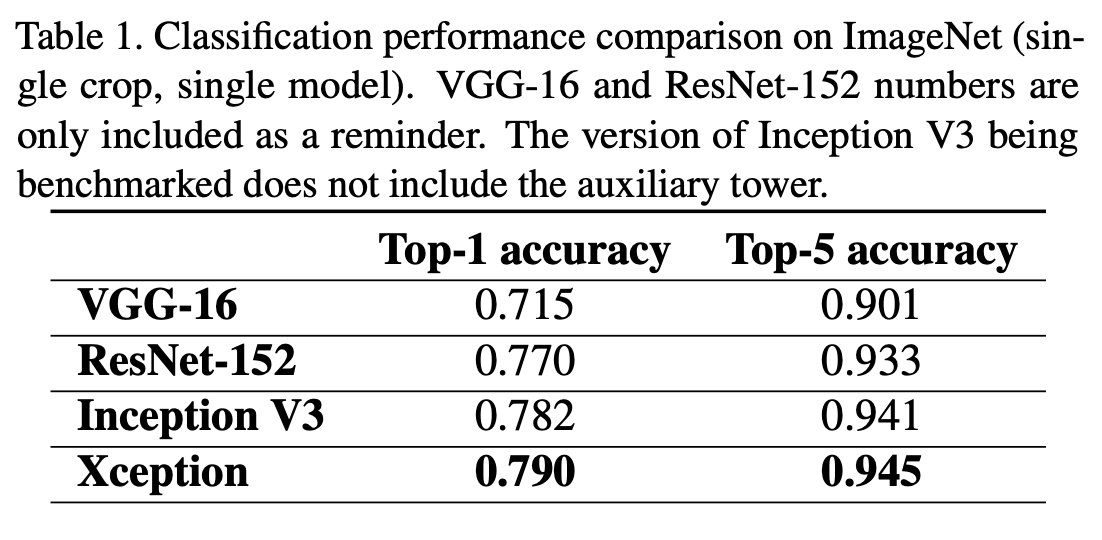 Table 1. Classification performance comparison on ImageNet (sin-
gle crop, single model). VGG-16 and ResNet-152 numbers are
only included as a reminder. The version of Inception V3 being
benchmarked does not include the auxiliary tower.
Top-1 accuracy Top-5 accuracy
VGG-16 0.715 0.901
ResNet-152 0.770 0.933
Inception V3 0.782 0.941
Xception 0.790 0.945